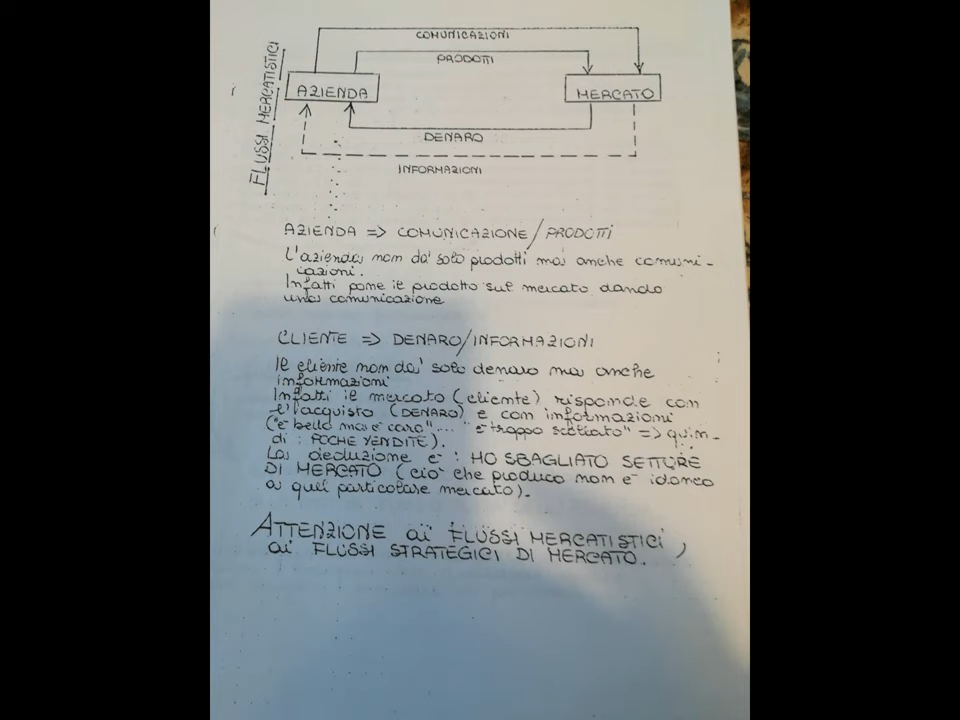 FLUSSI MERCATISTICI
COMUNICAZIONI
PRODOTTI
AZIENDA
MERCATO
DENARO
INFORMAZIONI
AZIENDA => COMUNICAZIONE/PRODOTTI
L'azienda non da' solo prodotti ma anche comuni-
cazioni.
Infatti pone il prodotto sul mercato dando
una comunicazione
CLIENTE => DENARO/INFORMAZIONI
Il cliente non da' solo denaro ma anche
informazioni
Infatti il mercato (cliente) risponde con
l'acquisto (DENARO) e con informazioni
("è bello ma è caro"... "è troppo scollato" => quin-
di: POCHE VENDITE).
La deduzione è: HO SBAGLIATO SETTORE
DI MERCATO (ciò che produco non è idoneo
a quel particolare mercato).
ATTENZIONE ai FLUSSI MERCATISTICI,
ai FLUSSI STRATEGICI DI MERCATO.